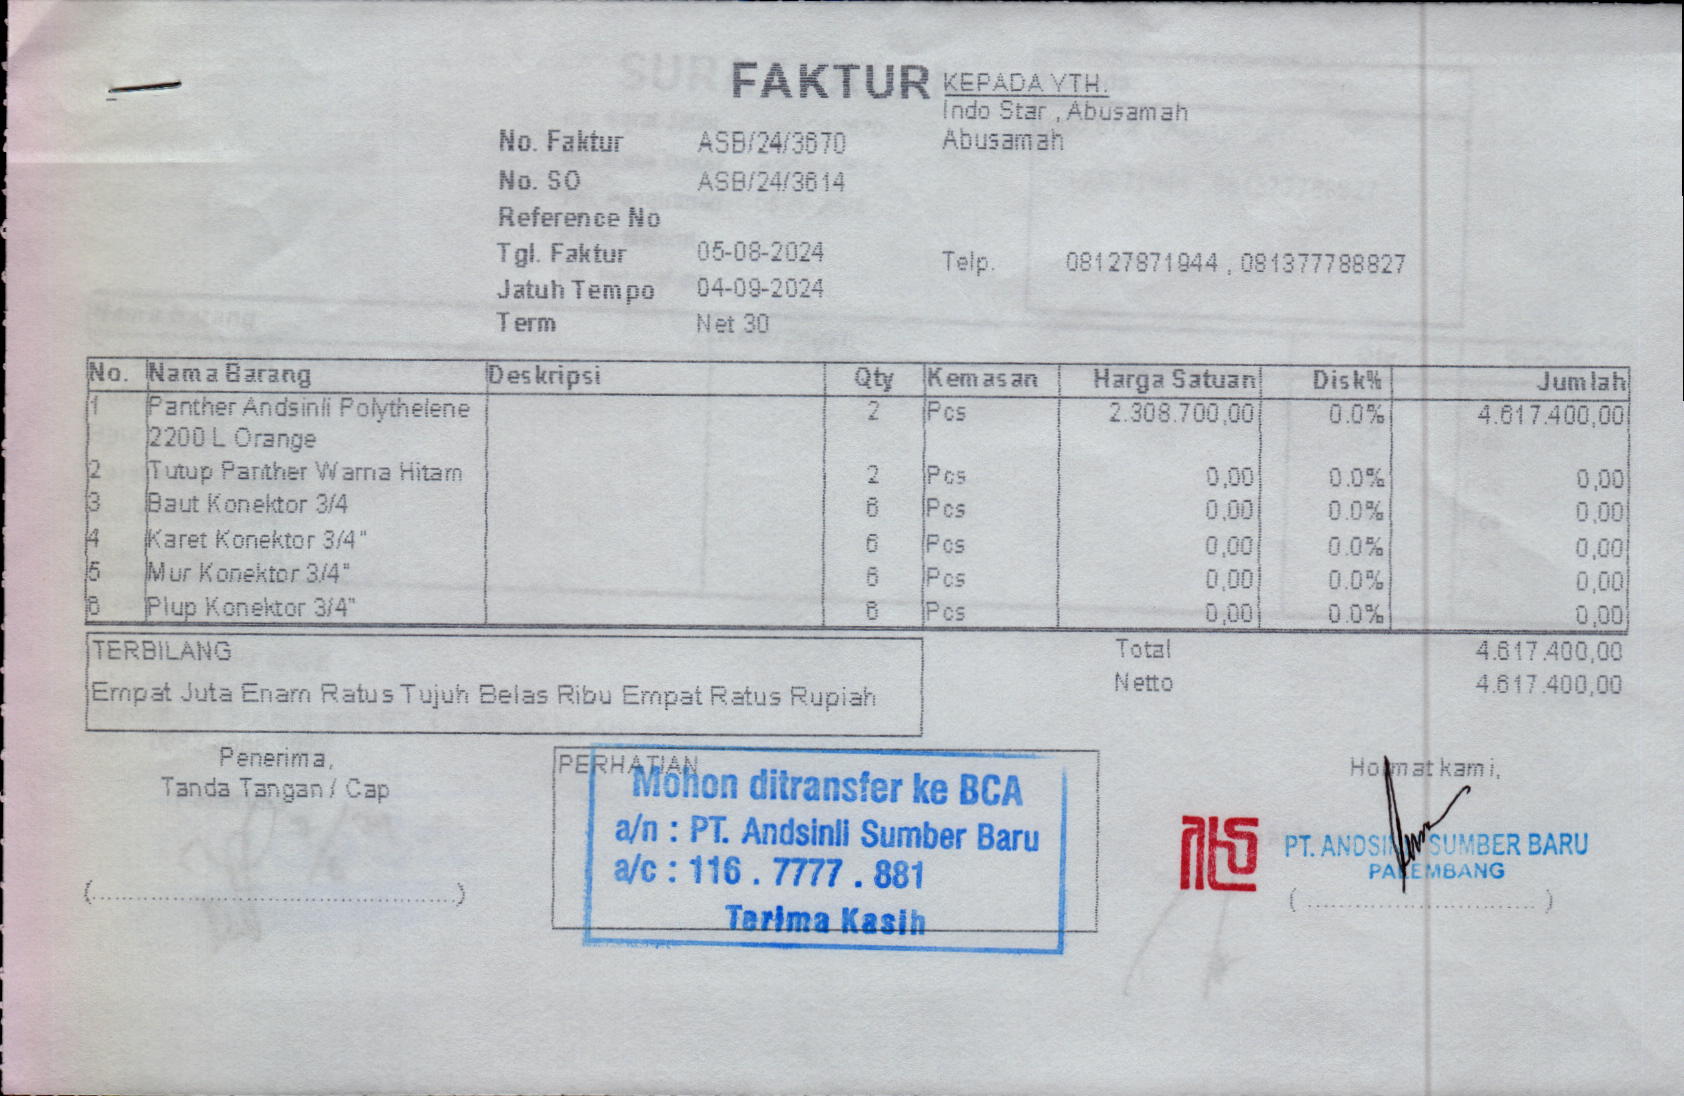 FAKTUR
KEPADA YTH.
Indo Star , Abusamah
Abusamah
No. Faktur ASB/24/3670
No. SO ASB/24/3614
Reference No
Tgl. Faktur 05-08-2024
Telp. 08127871944 , 081377788827
Jatuh Tempo 04-09-2024
Term Net 30
No. Nama Barang Deskripsi Qty Kemasan Harga Satuan Disk% Jumlah
1 Panther Andsinli Polythelene 2 Pcs 2.308.700,00 0.0% 4.617.400,00
2200 L Orange
2 Tutup Panther Warna Hitam 2 Pcs 0,00 0.0% 0,00
3 Baut Konektor 3/4 6 Pcs 0,00 0.0% 0,00
4 Karet Konektor 3/4" 6 Pcs 0,00 0.0% 0,00
5 Mur Konektor 3/4" 6 Pcs 0,00 0.0% 0,00
6 Plup Konektor 3/4" 6 Pcs 0,00 0.0% 0,00
TERBILANG
Empat Juta Enam Ratus Tujuh Belas Ribu Empat Ratus Rupiah
Total 4.617.400,00
Netto 4.617.400,00
Penerima,
Tanda Tangan / Cap
(......................................................)
PERHATIAN
Mohon ditransfer ke BCA
a/n : PT. Andsinli Sumber Baru
a/c : 116 . 7777 . 881
Terima Kasih
Hormat kami,
PT. ANDSINLI SUMBER BARU
PALEMBANG
( ................................. )